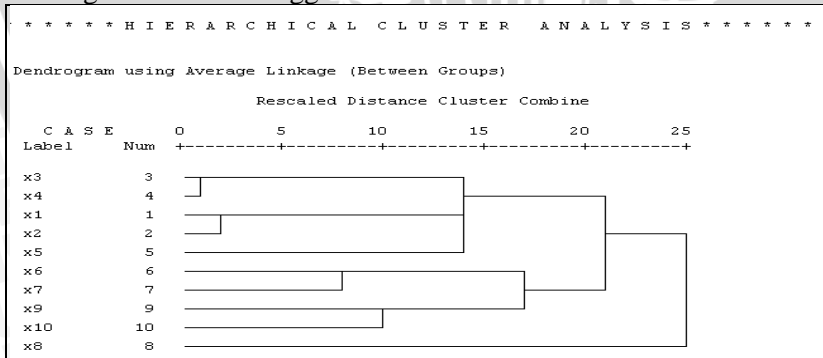 * * * * * H I E R A R C H I C A L   C L U S T E R   A N A L Y S I S * * * * * *
Dendrogram using Average Linkage (Between Groups)
Rescaled Distance Cluster Combine
C A S E 0 5 10 15 20 25
Label Num +---------+---------+---------+---------+---------+
x3 3
x4 4
x1 1
x2 2
x5 5
x6 6
x7 7
x9 9
x10 10
x8 8